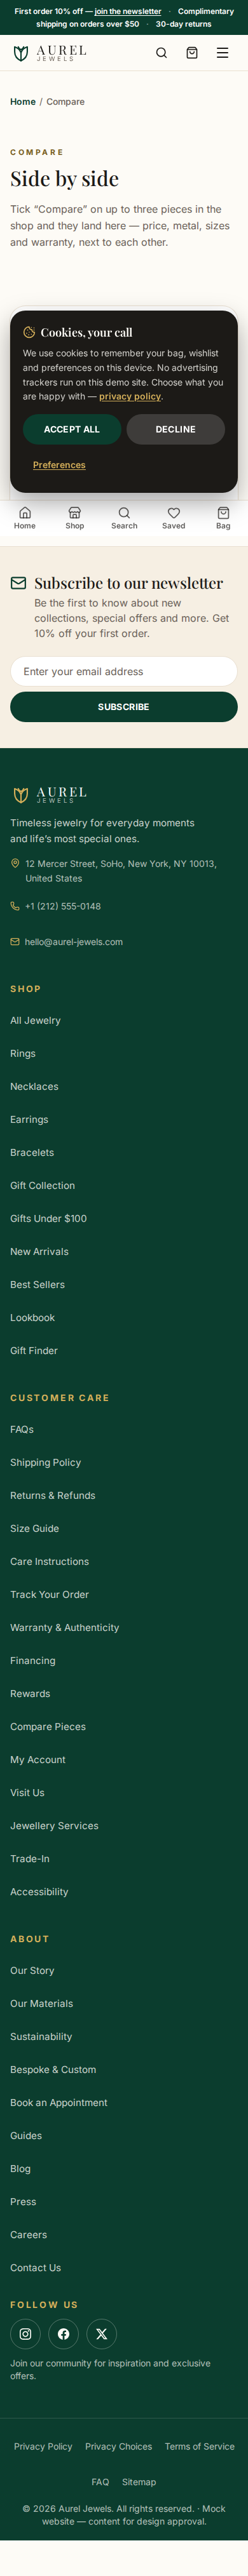 First order 10% off — join the newsletter · Complimentary
shipping on orders over $50 · 30-day returns
AUREL
JEWELS
Home / Compare
COMPARE
Side by side
Tick “Compare” on up to three pieces in the
shop and they land here — price, metal, sizes
and warranty, next to each other.
Cookies, your call
We use cookies to remember your bag, wishlist
and preferences on this device. No advertising
trackers run on this demo site. Choose what you
are happy with — privacy policy.
ACCEPT ALL
DECLINE
Preferences
Home
Shop
Search
Saved
Bag
Subscribe to our newsletter
Be the first to know about new
collections, special offers and more. Get
10% off your first order.
Enter your email address
SUBSCRIBE
AUREL
JEWELS
Timeless jewelry for everyday moments
and life’s most special ones.
12 Mercer Street, SoHo, New York, NY 10013,
United States
+1 (212) 555-0148
hello@aurel-jewels.com
SHOP
All Jewelry
Rings
Necklaces
Earrings
Bracelets
Gift Collection
Gifts Under $100
New Arrivals
Best Sellers
Lookbook
Gift Finder
CUSTOMER CARE
FAQs
Shipping Policy
Returns & Refunds
Size Guide
Care Instructions
Track Your Order
Warranty & Authenticity
Financing
Rewards
Compare Pieces
My Account
Visit Us
Jewellery Services
Trade-In
Accessibility
ABOUT
Our Story
Our Materials
Sustainability
Bespoke & Custom
Book an Appointment
Guides
Blog
Press
Careers
Contact Us
FOLLOW US
Join our community for inspiration and exclusive
offers.
Privacy Policy
Privacy Choices
Terms of Service
FAQ
Sitemap
© 2026 Aurel Jewels. All rights reserved. · Mock
website — content for design approval.